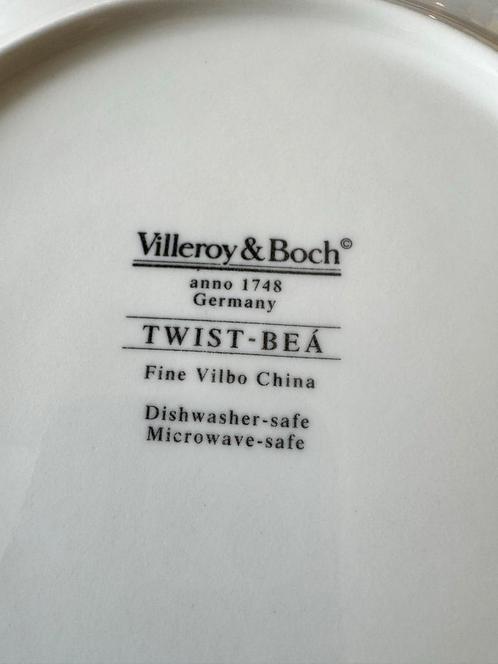 Villeroy & Boch©
anno 1748
Germany
TWIST-BEÁ
Fine Vilbo China
Dishwasher-safe
Microwave-safe